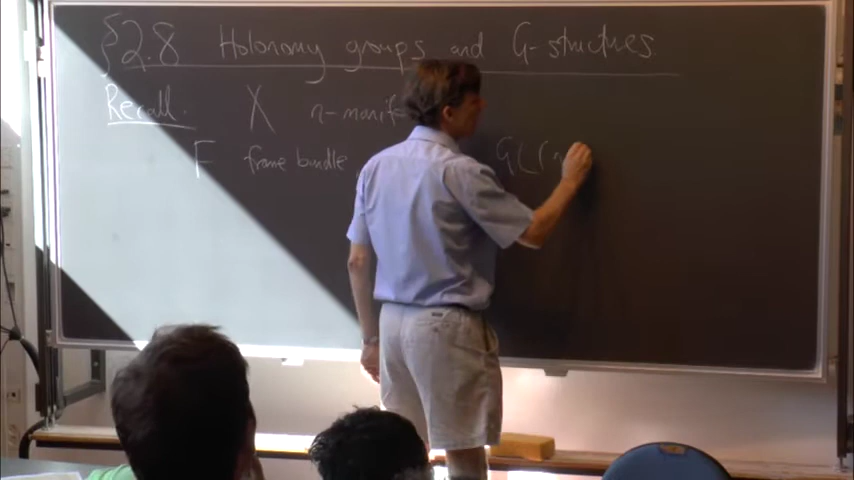 §2.8 Holonomy groups and G-structures.
Recall. X n-manif
F frame bundle GL(n